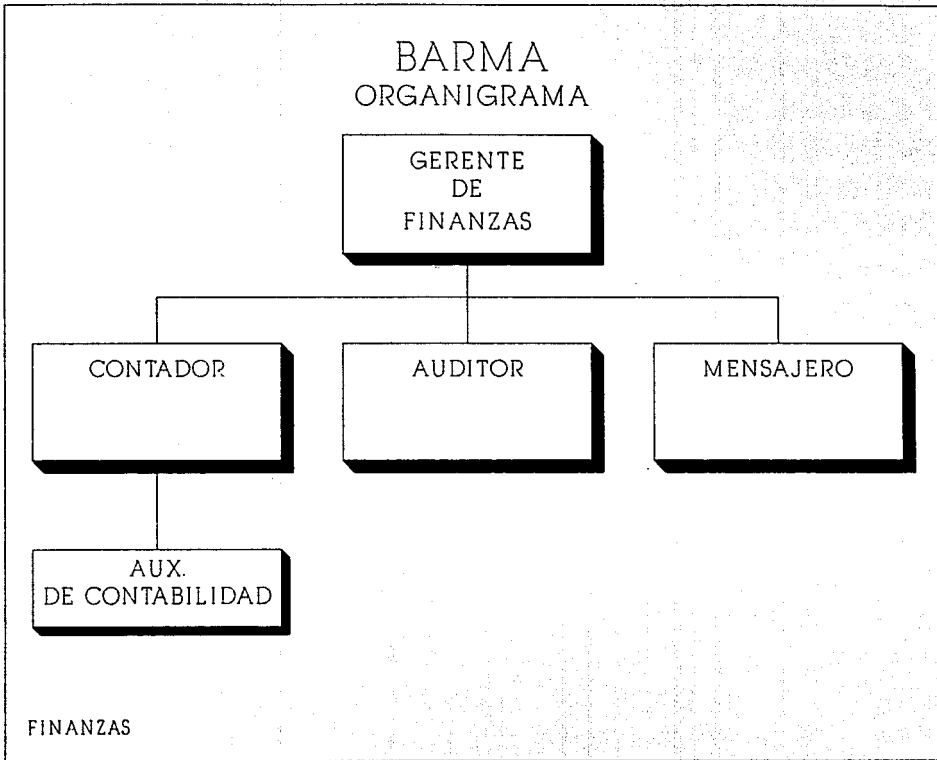 BARMA
ORGANIGRAMA
GERENTE
DE
FINANZAS
CONTADOR
AUDITOR
MENSAJERO
AUX.
DE CONTABILIDAD
FINANZAS